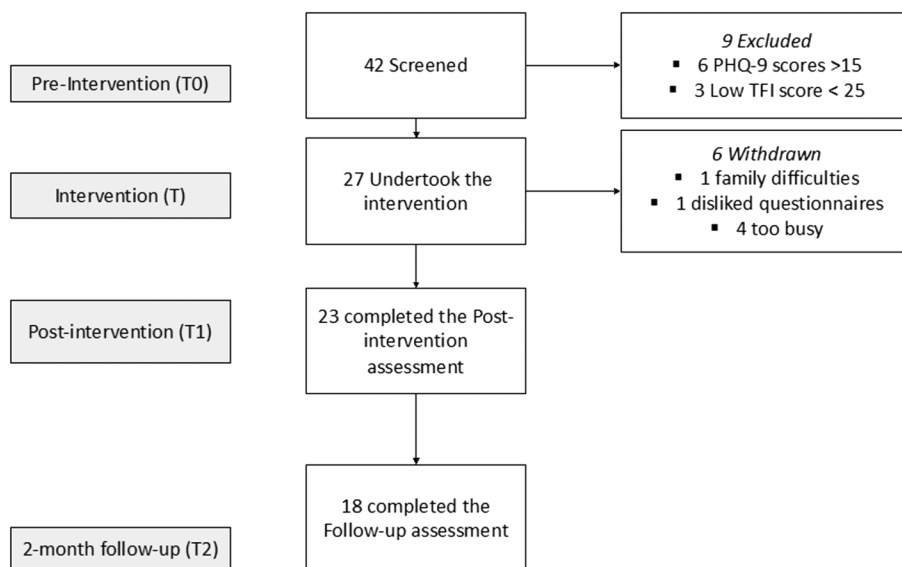 Pre-Intervention (T0)
42 Screened
9 Excluded
▪ 6 PHQ-9 scores >15
▪ 3 Low TFI score < 25
Intervention (T)
27 Undertook the
intervention
6 Withdrawn
▪ 1 family difficulties
▪ 1 disliked questionnaires
▪ 4 too busy
Post-intervention (T1)
23 completed the Post-
intervention
assessment
2-month follow-up (T2)
18 completed the
Follow-up assessment